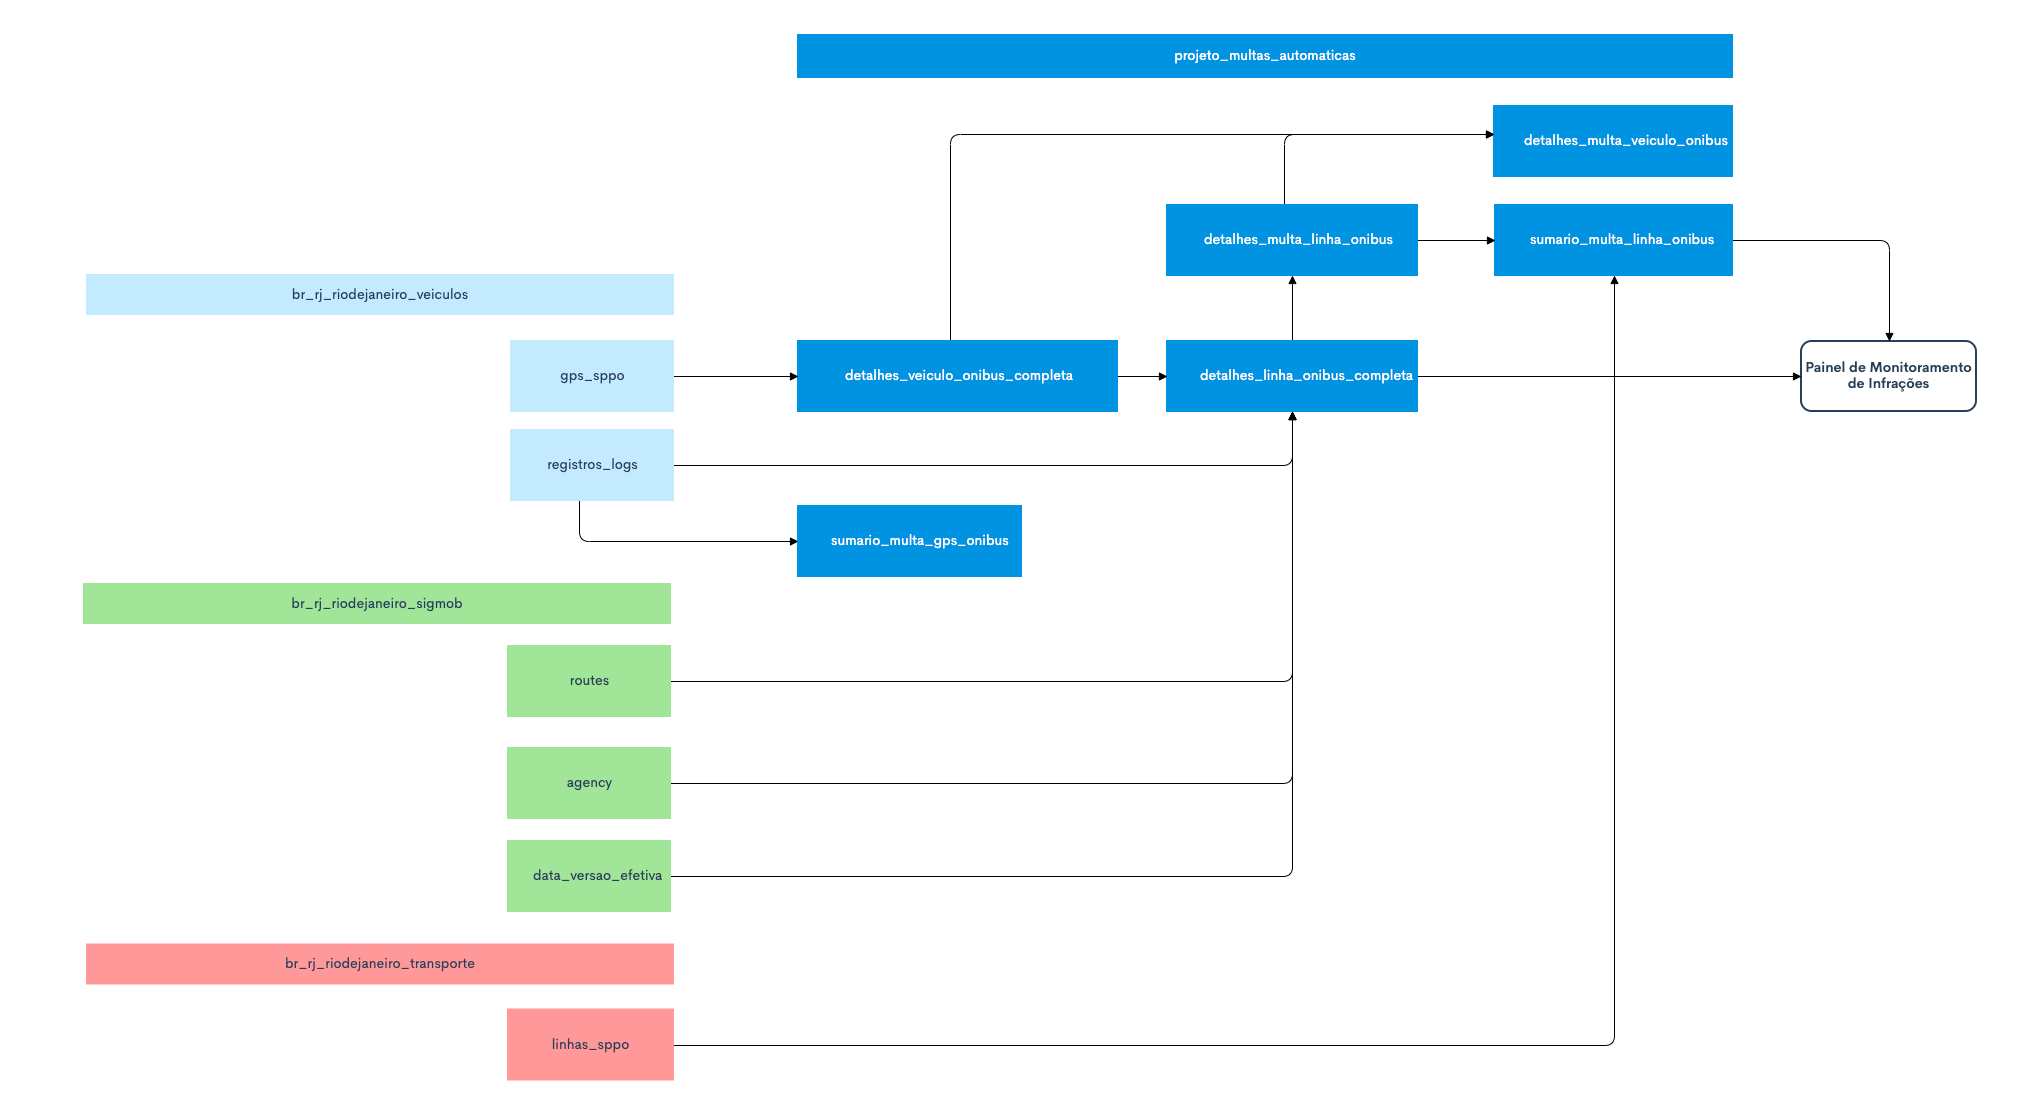 projeto_multas_automaticas
detalhes_multa_veiculo_onibus
detalhes_multa_linha_onibus
sumario_multa_linha_onibus
br_rj_riodejaneiro_veiculos
gps_sppo
detalhes_veiculo_onibus_completa
detalhes_linha_onibus_completa
Painel de Monitoramento
de Infrações
registros_logs
sumario_multa_gps_onibus
br_rj_riodejaneiro_sigmob
routes
agency
data_versao_efetiva
br_rj_riodejaneiro_transporte
linhas_sppo